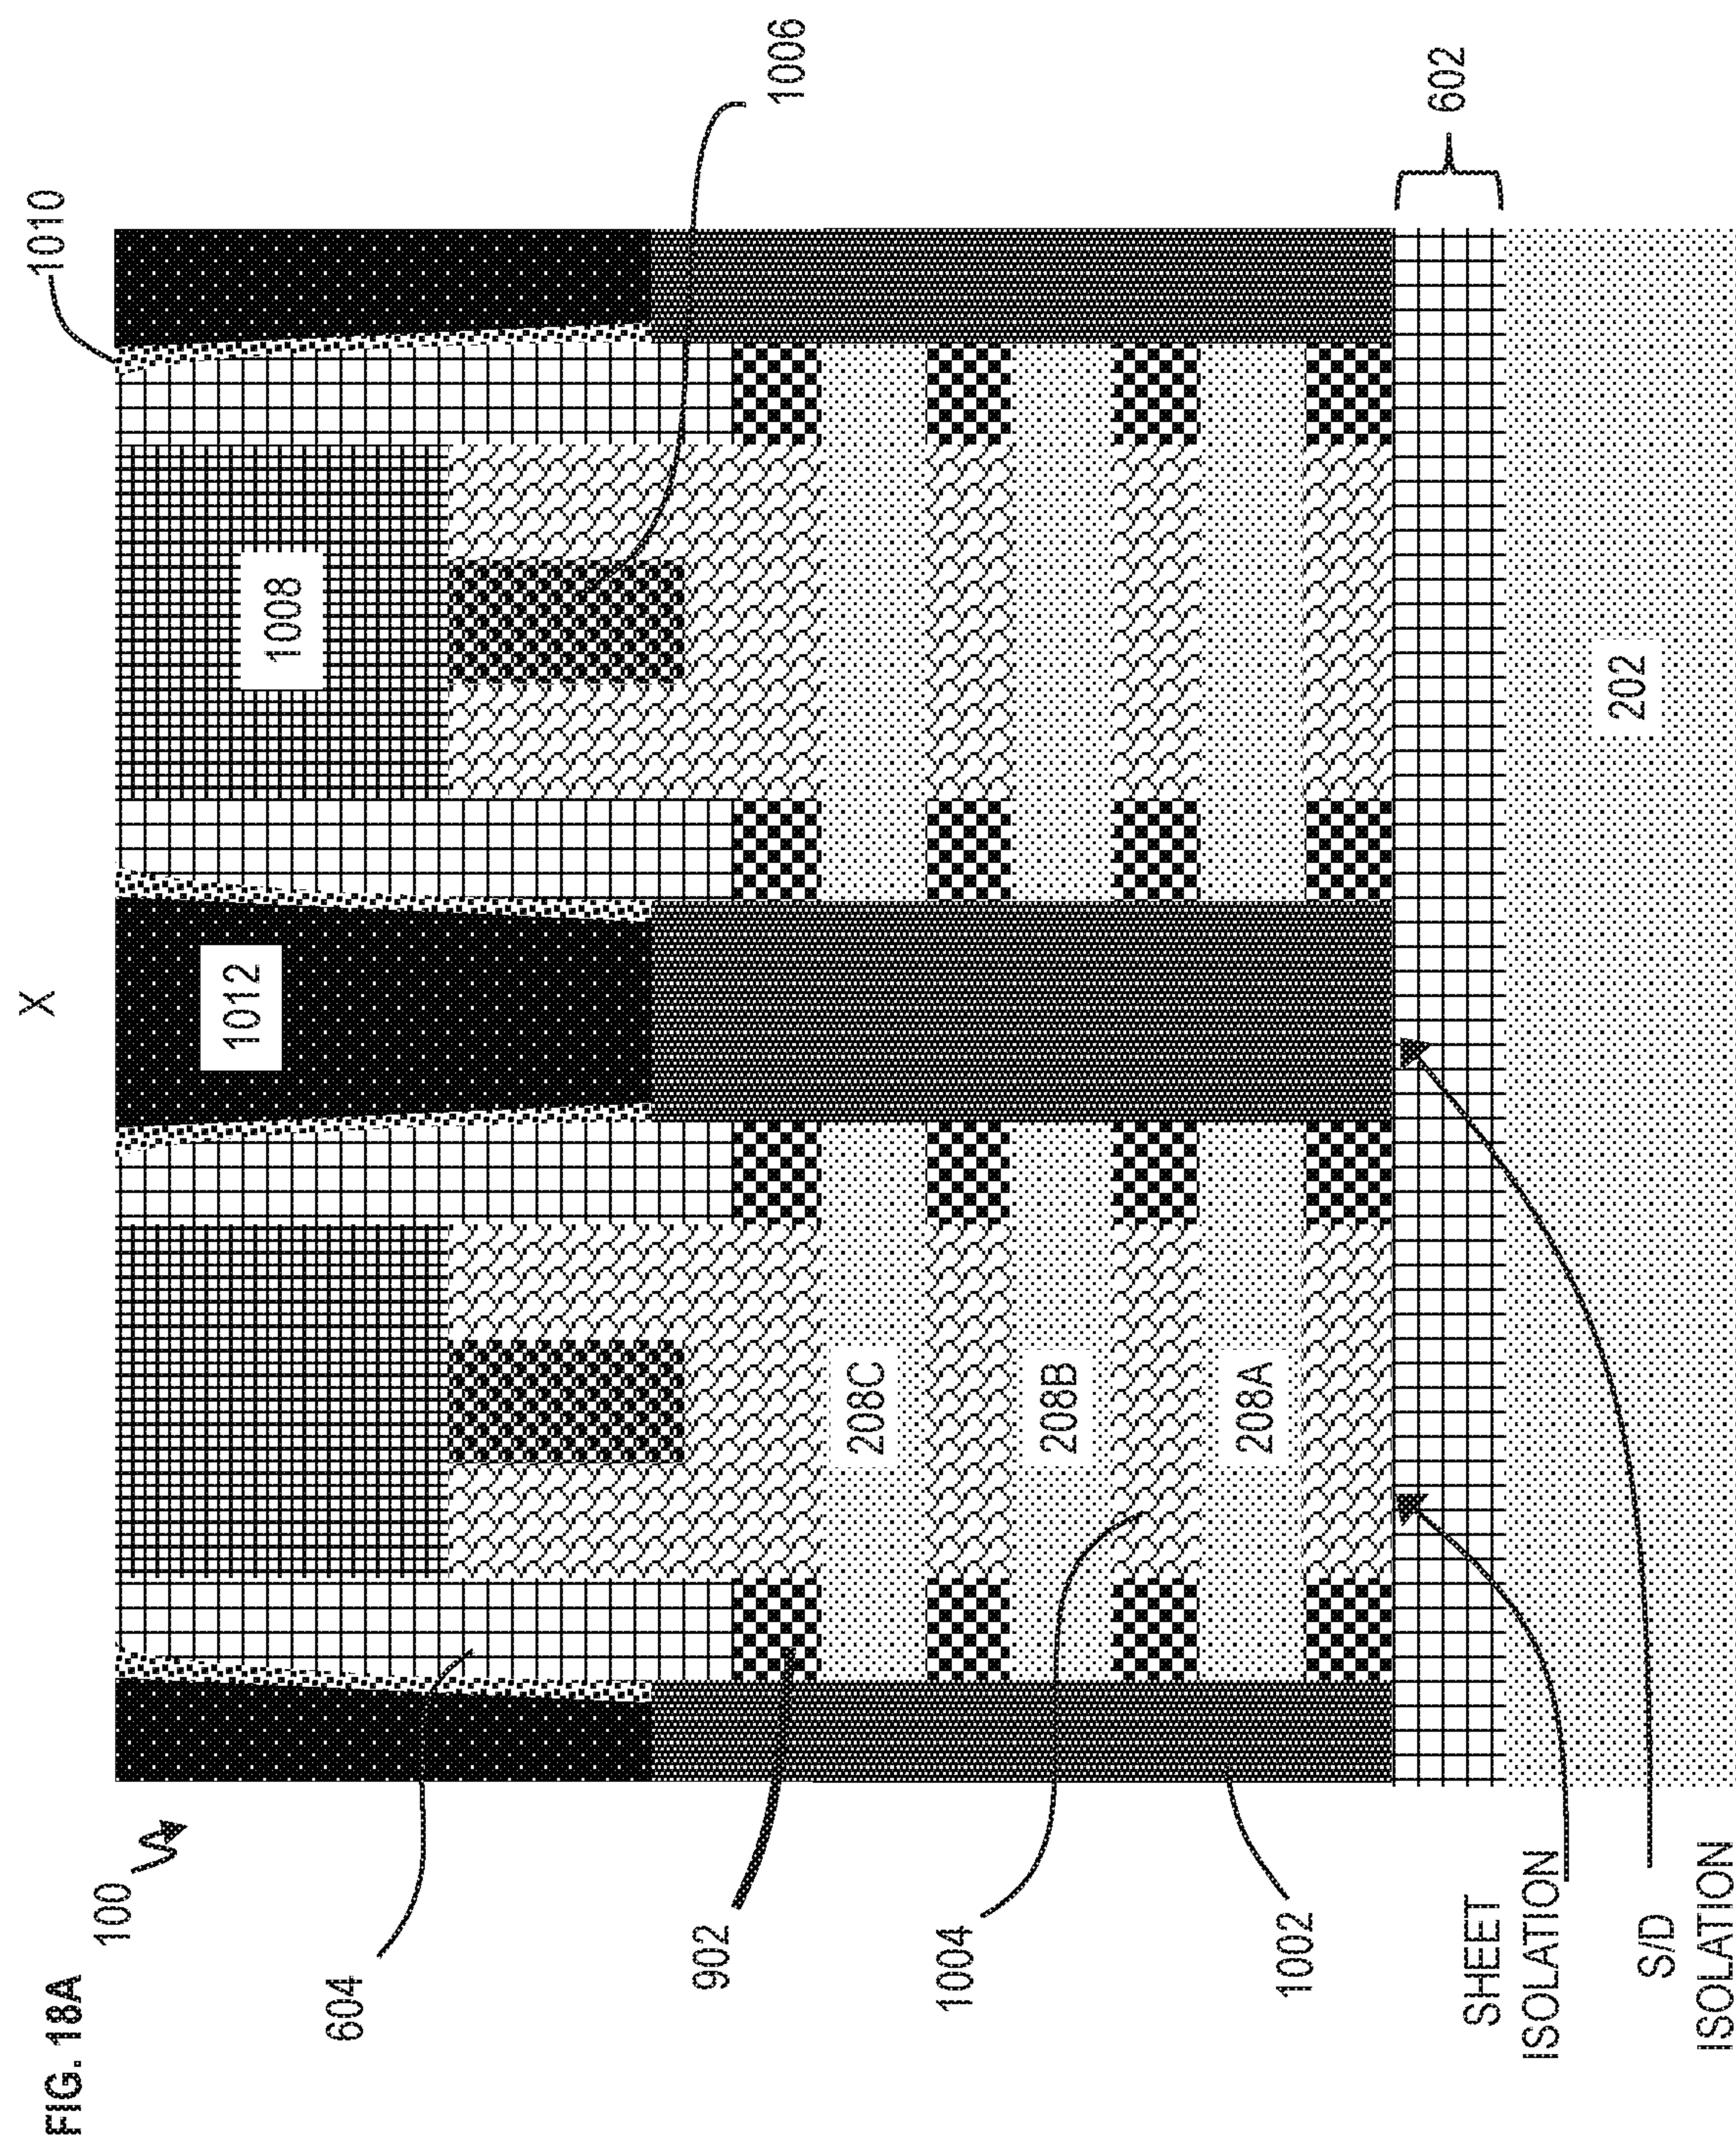 FIG. 18A
100
X
1010
1006
604
1012
1008
902
208C
1004
208B
208A
1002
602
SHEET
ISOLATION
S/D
ISOLATION
202